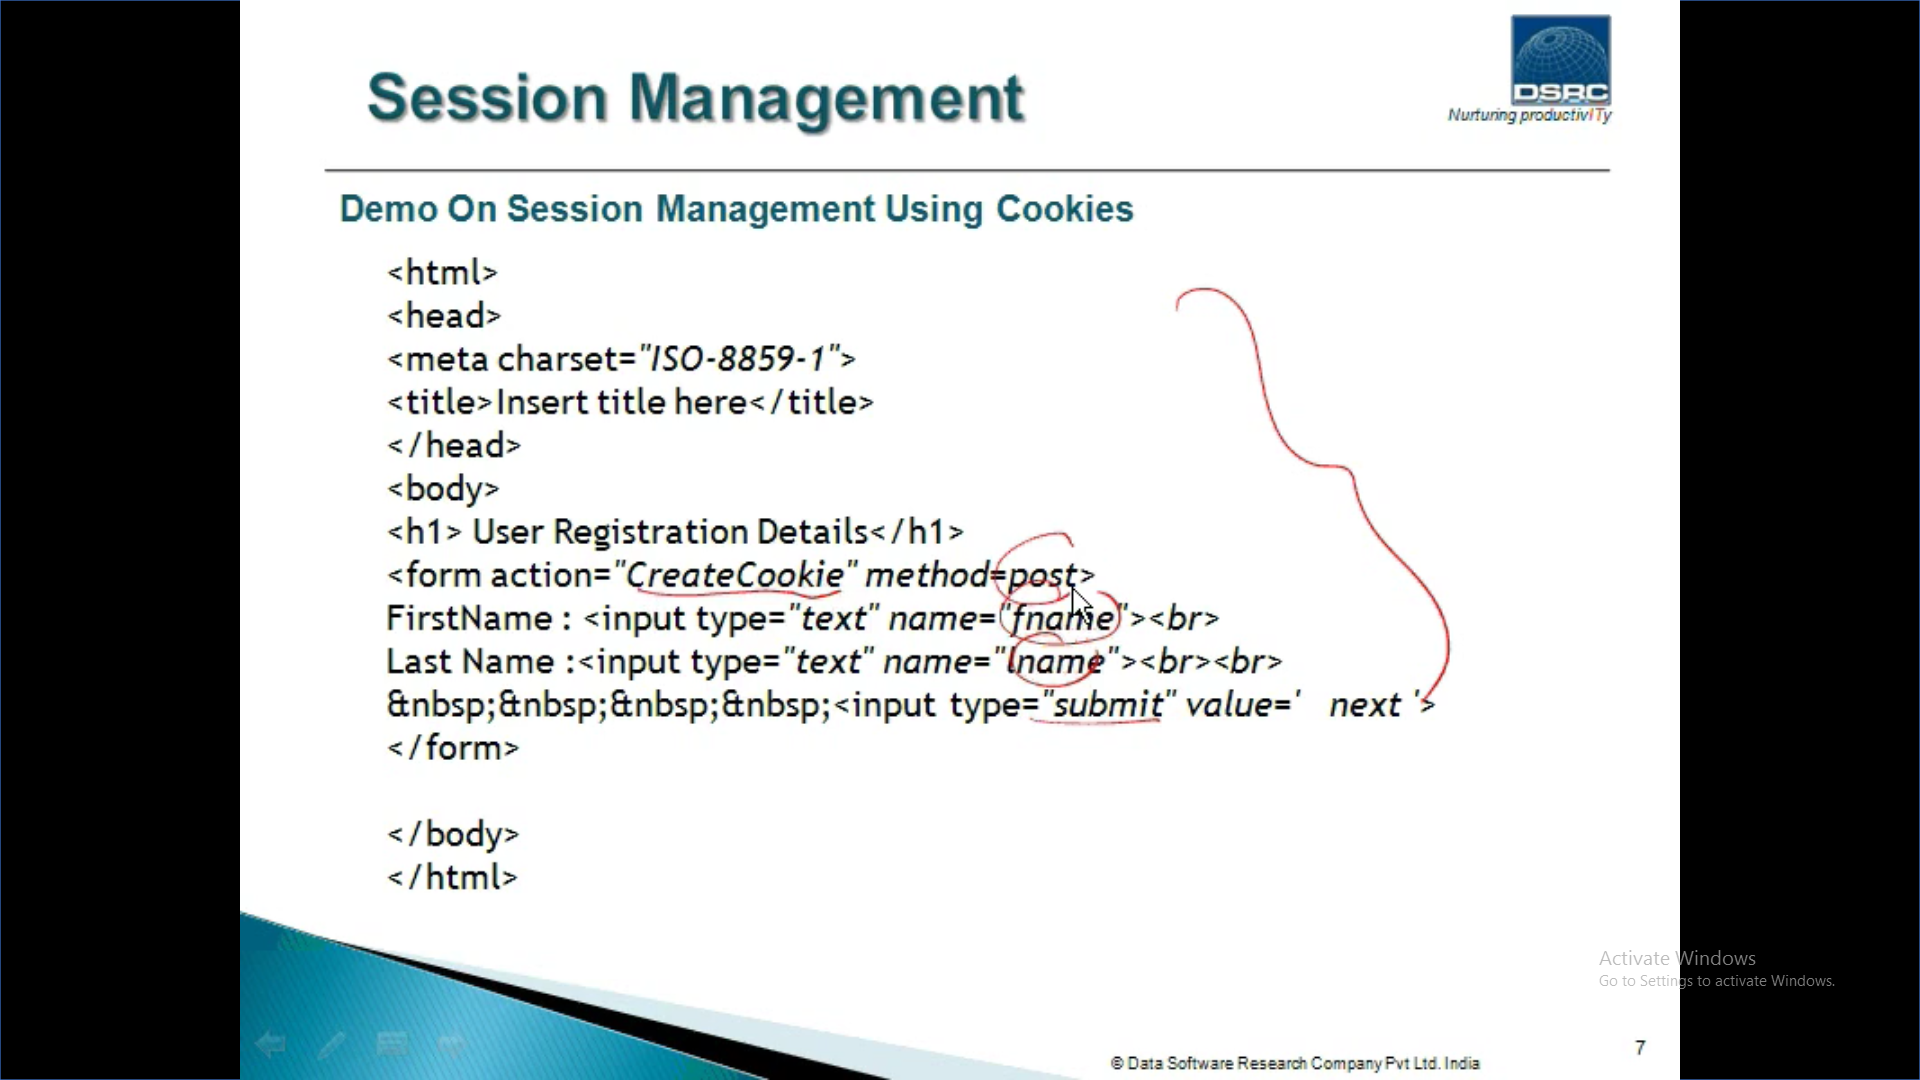 DSRC
Nurturing productivITy
Session Management
Demo On Session Management Using Cookies
<html>
<head>
<meta charset="ISO-8859-1">
<title>Insert title here</title>
</head>
<body>
<h1> User Registration Details</h1>
<form action="CreateCookie" method=post>
FirstName : <input type="text" name="fname"><br>
Last Name :<input type="text" name="lname"><br><br>
&nbsp;&nbsp;&nbsp;&nbsp;<input type="submit" value='   next '>
</form>
</body>
</html>
Activate Windows
Go to Settings to activate Windows.
7
© Data Software Research Company Pvt Ltd. India